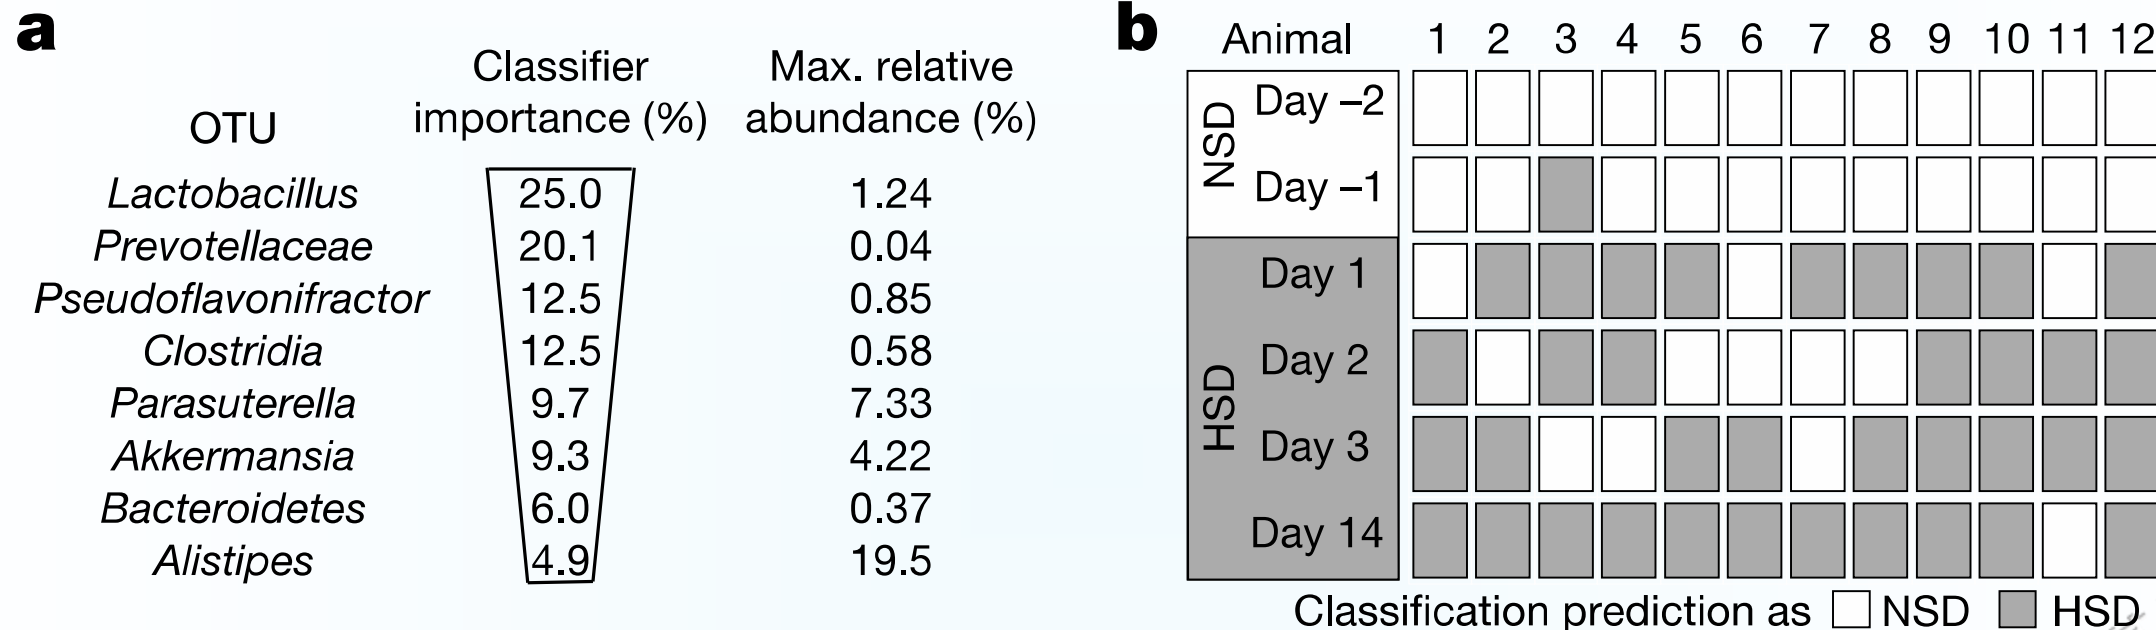 a
Classifier importance (%)
Max. relative abundance (%)
OTU
Lactobacillus 25.0 1.24
Prevotellaceae 20.1 0.04
Pseudoflavonifractor 12.5 0.85
Clostridia 12.5 0.58
Parasuterella 9.7 7.33
Akkermansia 9.3 4.22
Bacteroidetes 6.0 0.37
Alistipes 4.9 19.5
b
Animal 1 2 3 4 5 6 7 8 9 10 11 12
NSD
Day –2
Day –1
HSD
Day 1
Day 2
Day 3
Day 14
Classification prediction as NSD HSD